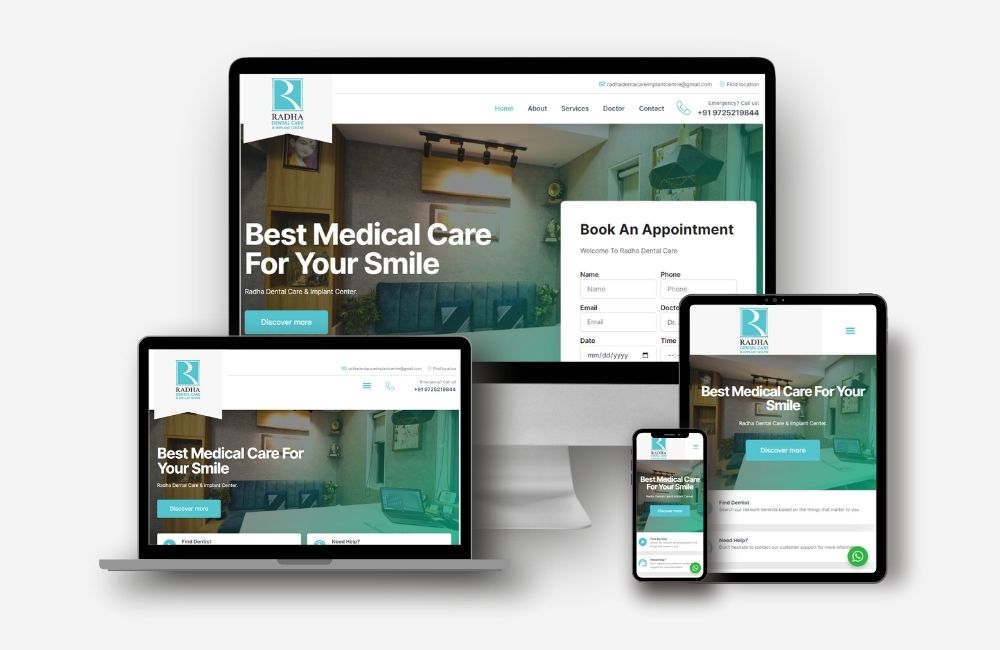 RADHA
DENTAL CARE
& IMPLANT CENTRE
radhadentacareimplantcentre@gmail.com
Find location
Home
About
Services
Doctor
Contact
Emergency? Call us!
+91 9725219844
Best Medical Care
For Your Smile
Radha Dental Care & Implant Center.
Discover more
Book An Appointment
Welcome To Radha Dental Care
Name
Phone
Name
Phone
Email
Email
Dr.
Date
Time
mm/dd/yyyy
--:-
RADHA
DENTAL CARE
& IMPLANT CENTRE
radhadentacareimplantcentre@gmail.com
Find location
Emergency? Call us!
+91 9725219844
Best Medical Care For
Your Smile
Radha Dental Care & Implant Center.
Discover more
Find Dentist
Need Help?
RADHA
DENTAL CARE
& IMPLANT CENTRE
Best Medical Care For Your
Smile
Radha Dental Care & Implant Center.
Discover more
Find Dentist
Search our network dentists based on the things that matter to you.
Need Help?
Don't hesitate to contact our customer support for more
RADHA
Best Medical Care
For Your Smile
Radha Dental Care & Implant Center.
Discover more
Find Dentist
Need Help?